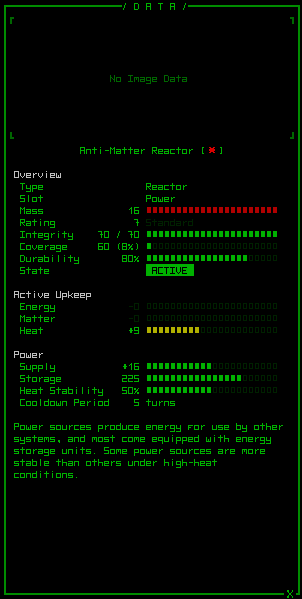 / D A T A /
No Image Data
Anti-Matter Reactor [*]
Overview
Type Reactor
Slot Power
Mass 16
Rating 7 Standard
Integrity 70 / 70
Coverage 60 (8%)
Durability 80%
State ACTIVE
Active Upkeep
Energy -0
Matter -0
Heat +9
Power
Supply +16
Storage 225
Heat Stability 50%
Cooldown Period 5 turns
Power sources produce energy for use by other
systems, and most come equipped with energy
storage units. Some power sources are more
stable than others under high-heat
conditions.
X